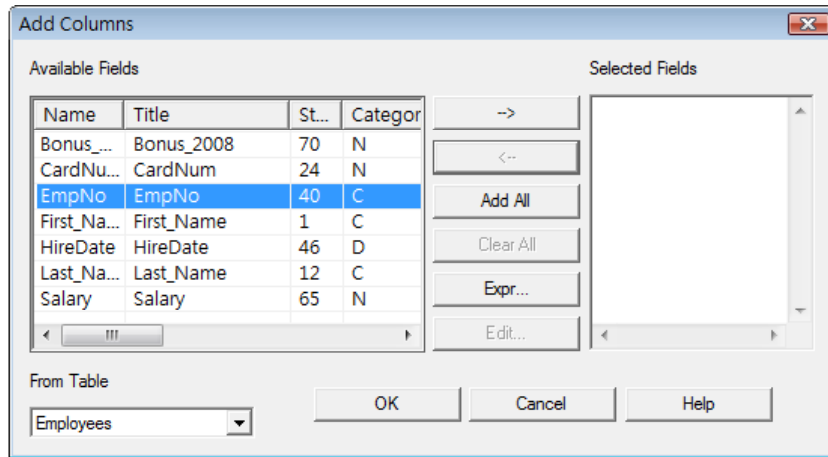 Add Columns
Available Fields
Selected Fields
Name Title St... Categor
Bonus_... Bonus_2008 70 N
CardNu... CardNum 24 N
EmpNo EmpNo 40 C
First_Na... First_Name 1 C
HireDate HireDate 46 D
Last_Na... Last_Name 12 C
Salary Salary 65 N
-->
<--
Add All
Clear All
Expr...
Edit...
From Table
Employees
OK
Cancel
Help